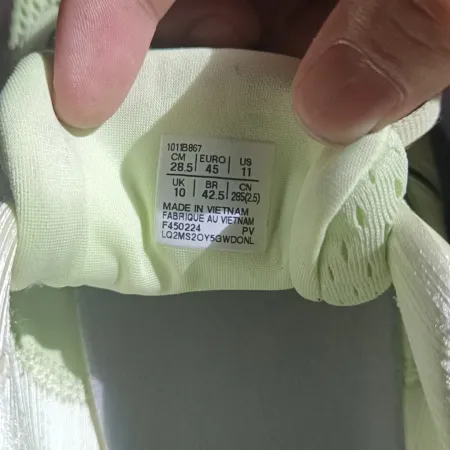 1011B867
CM EURO US
28.5 45 11
UK BR CN
10 42.5 285(2.5)
MADE IN VIETNAM
FABRIQUE AU VIETNAM
F450224 PV
LQ2MS2OY5GWDONL